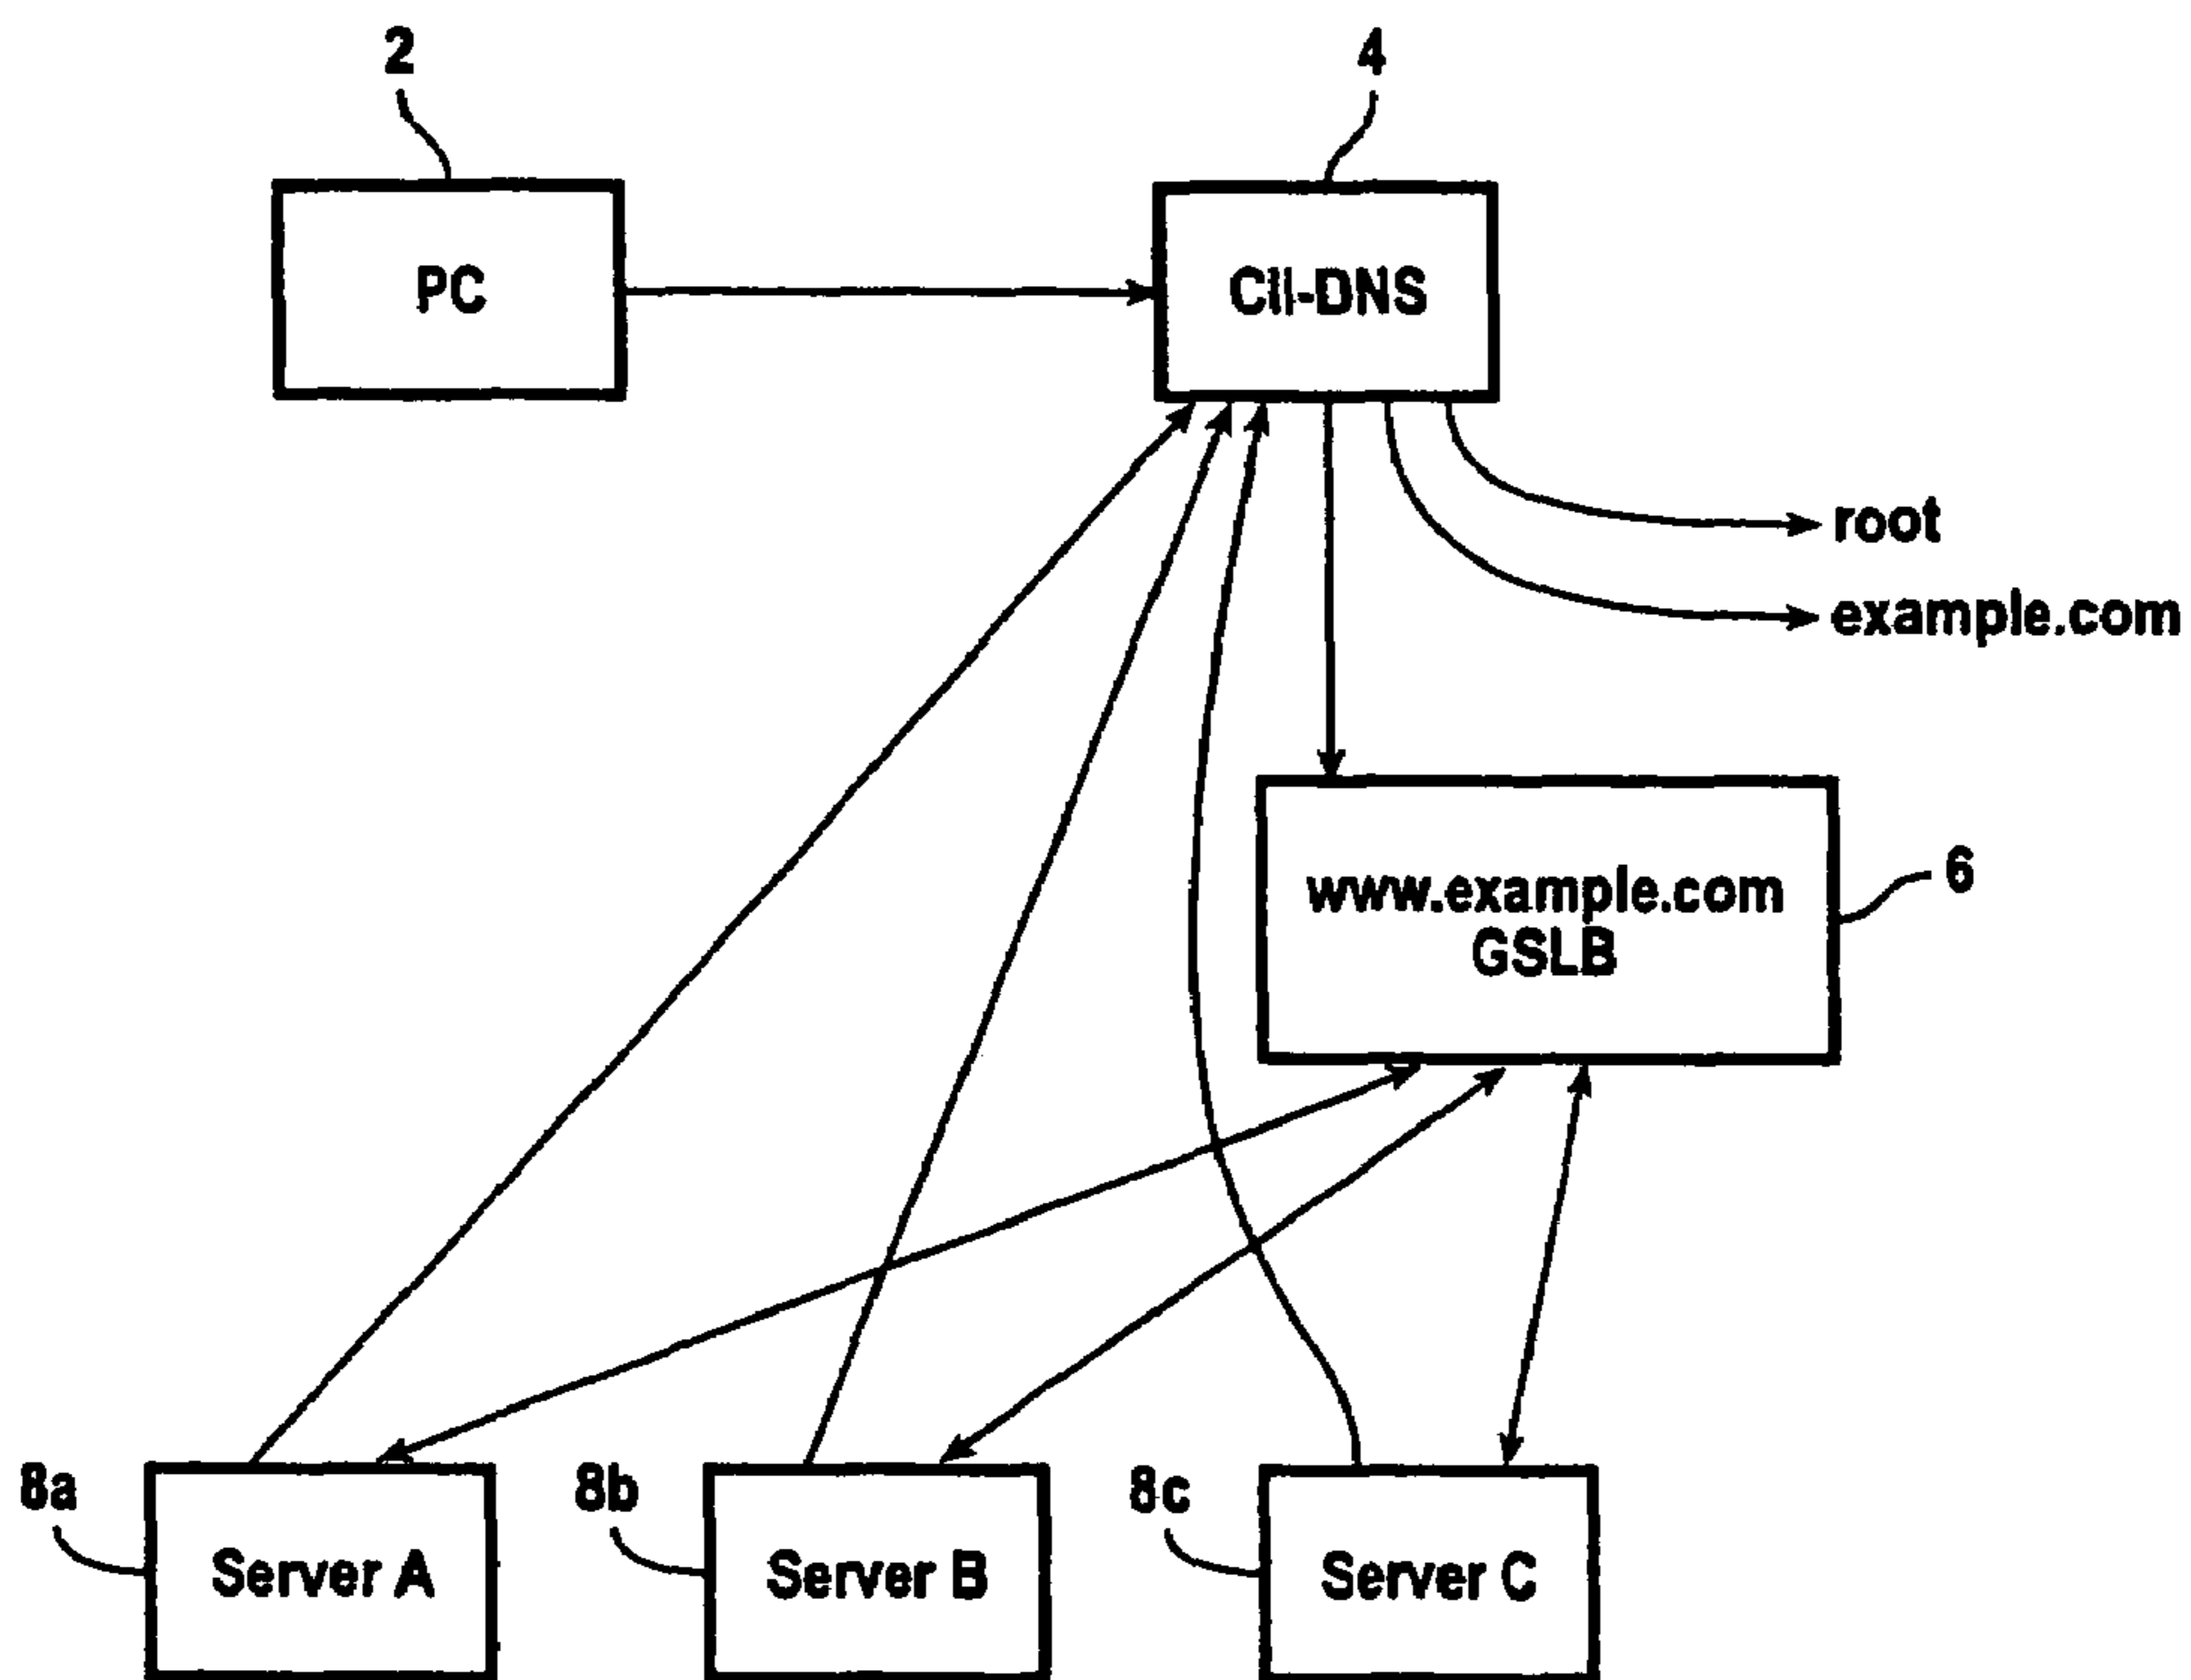 2
4
PC
Cll-DNS
root
example.com
www.example.com
GSLB
6
8a
8b
8c
Server A
Server B
Server C